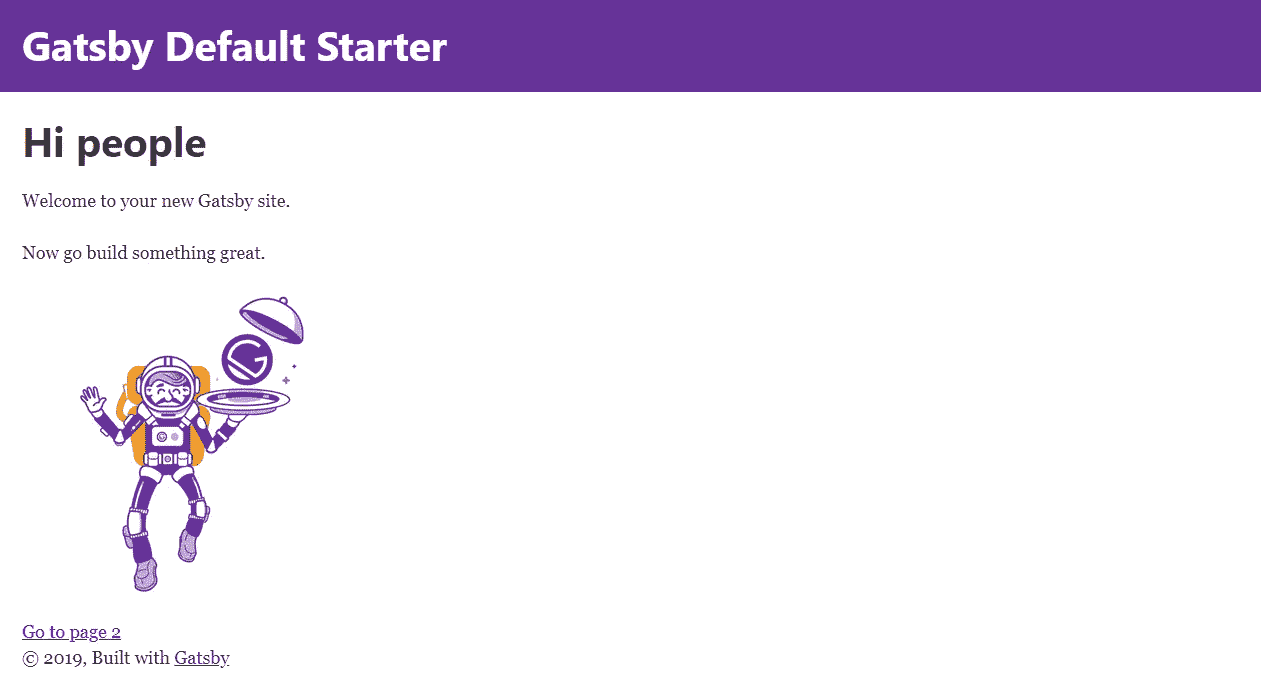 Gatsby Default Starter
Hi people
Welcome to your new Gatsby site.
Now go build something great.
Go to page 2
© 2019, Built with Gatsby